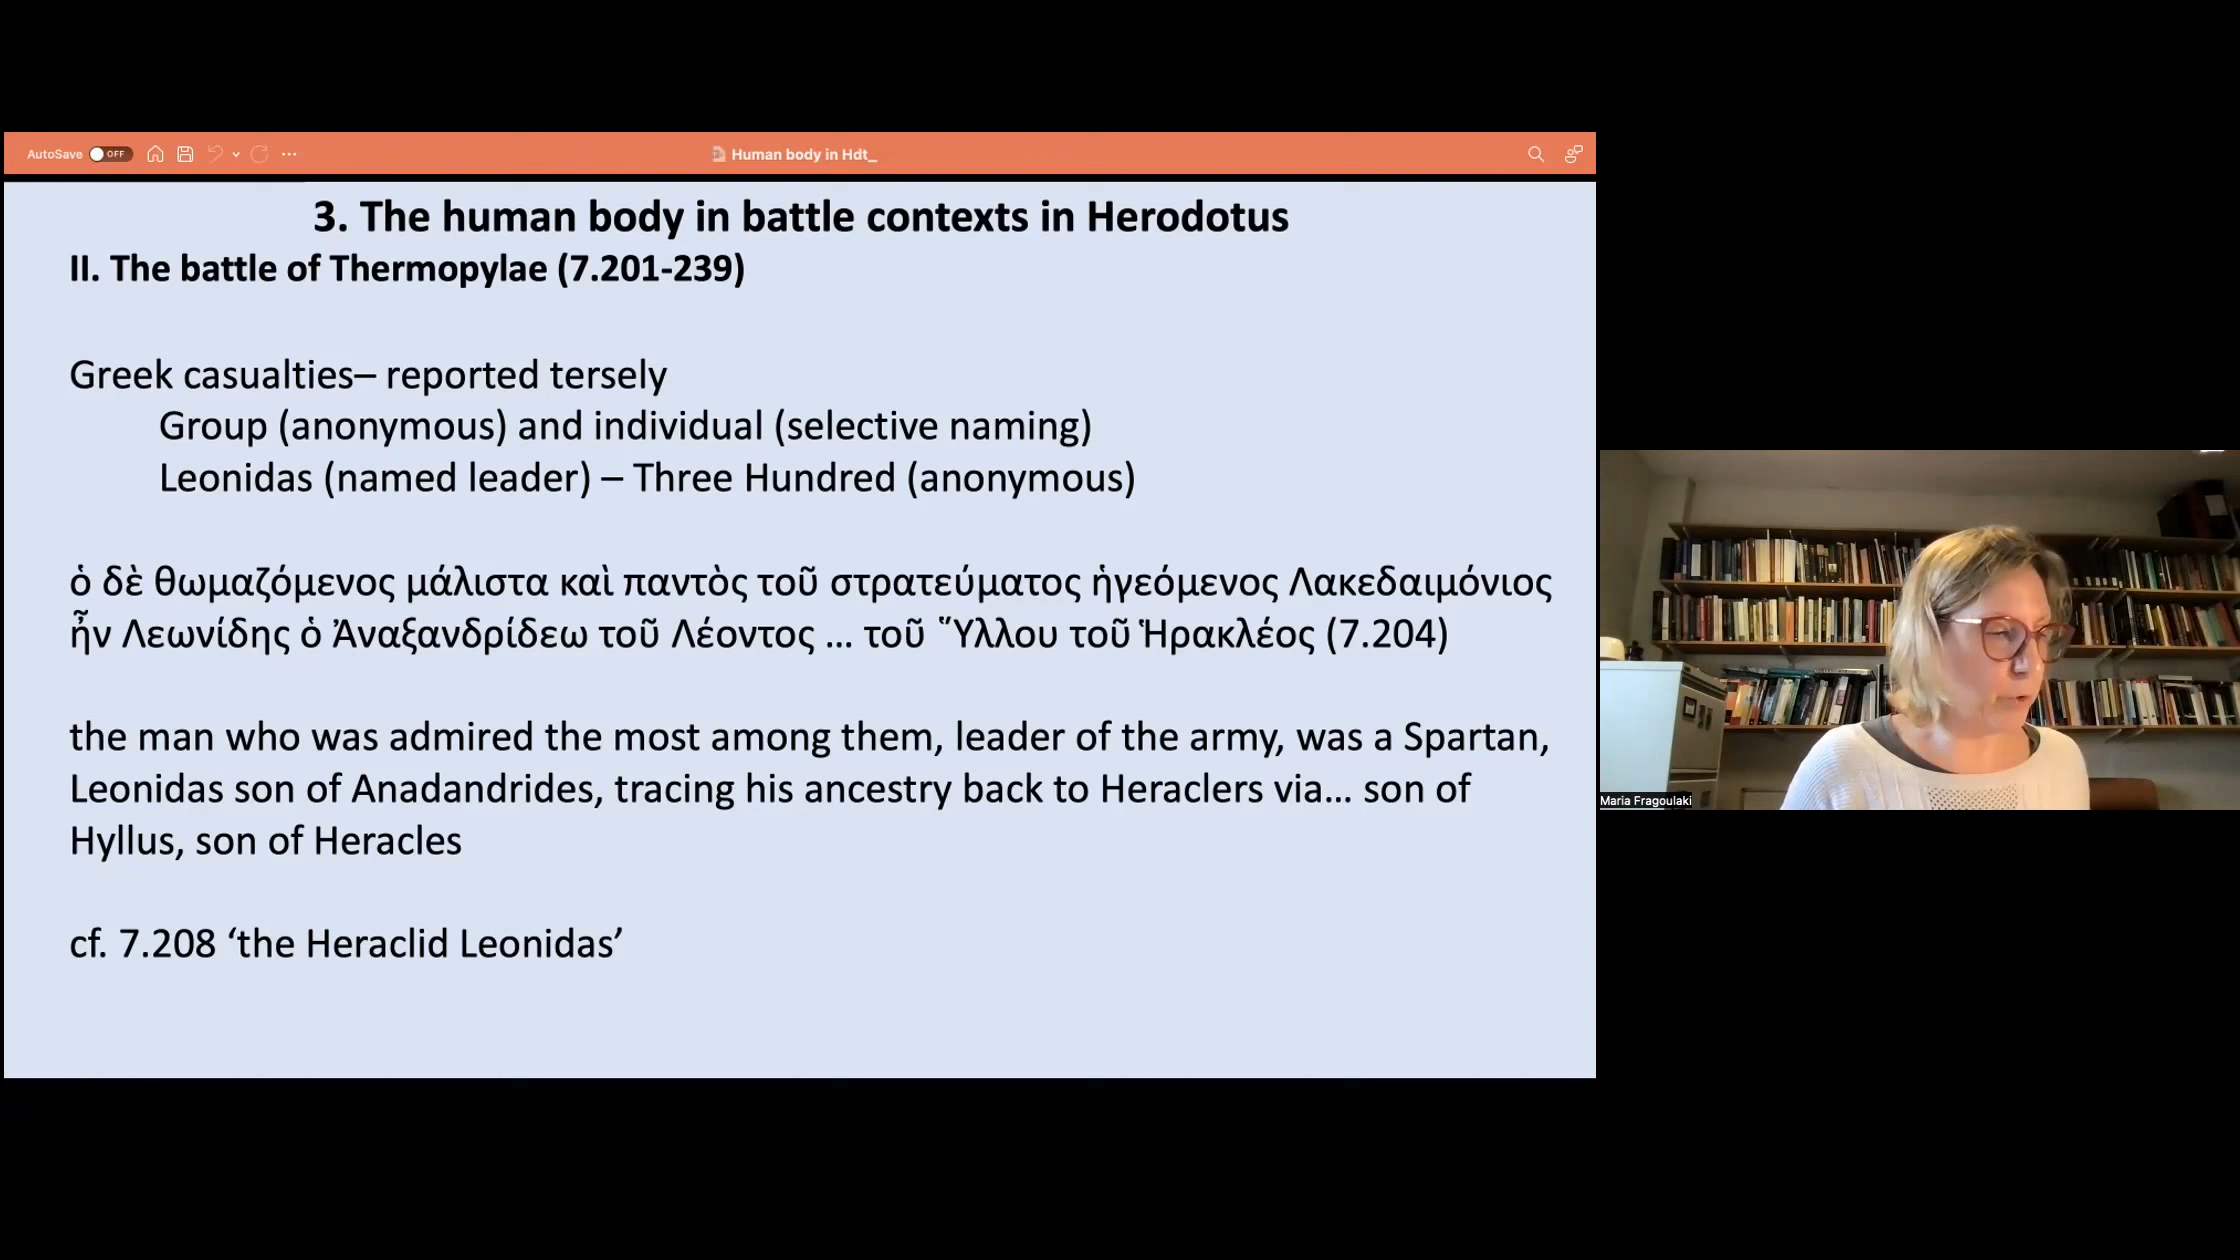 AutoSave OFF
Human body in Hdt_
3. The human body in battle contexts in Herodotus
II. The battle of Thermopylae (7.201-239)
Greek casualties– reported tersely
Group (anonymous) and individual (selective naming)
Leonidas (named leader) – Three Hundred (anonymous)
ὁ δὲ θωμαζόμενος μάλιστα καὶ παντὸς τοῦ στρατεύματος ἡγεόμενος Λακεδαιμόνιος
ἦν Λεωνίδης ὁ Ἀναξανδρίδεω τοῦ Λέοντος ... τοῦ Ὕλλου τοῦ Ἡρακλέος (7.204)
the man who was admired the most among them, leader of the army, was a Spartan,
Leonidas son of Anadandrides, tracing his ancestry back to Heraclers via... son of
Hyllus, son of Heracles
cf. 7.208 ‘the Heraclid Leonidas’
Maria Fragoulaki